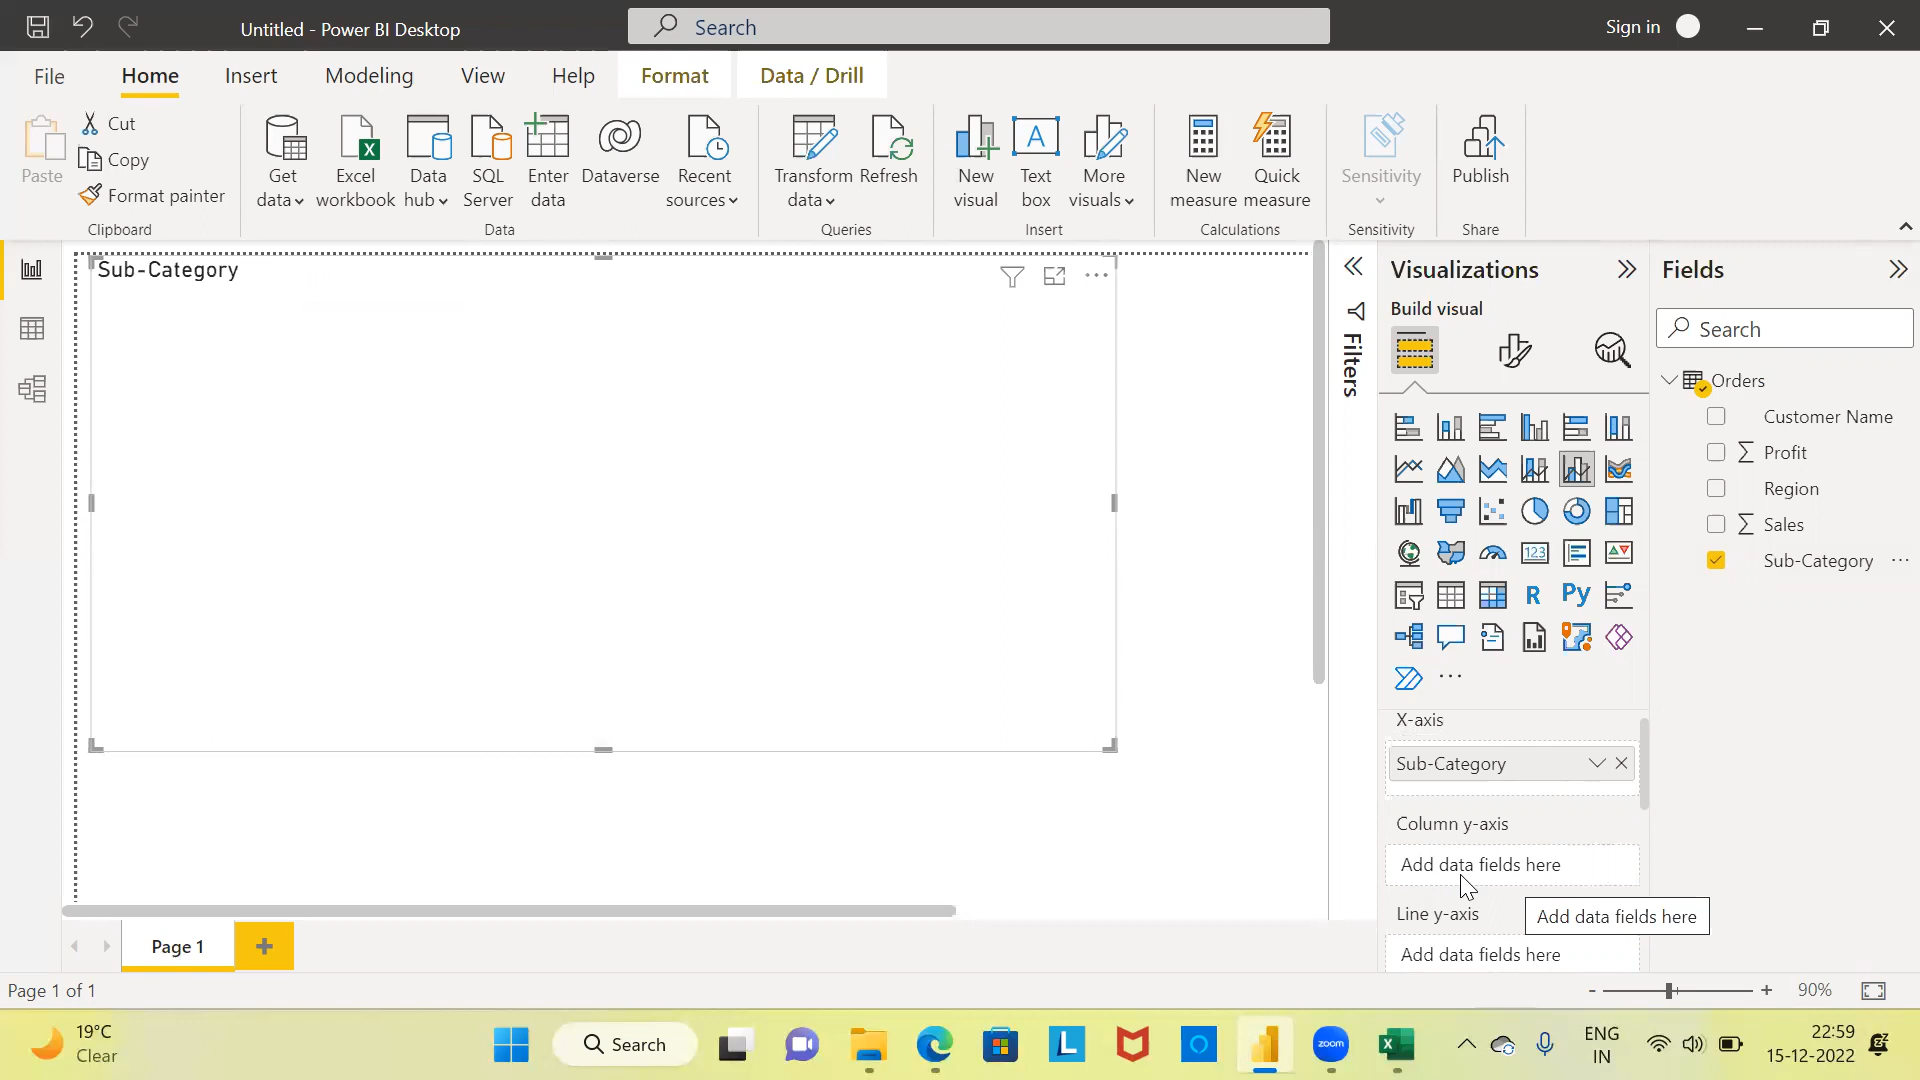 Untitled - Power BI Desktop
Search
Sign in
File
Home
Insert
Modeling
View
Help
Format
Data / Drill
Paste
Cut
Copy
Format painter
Clipboard
Get data
Excel workbook
Data hub
SQL Server
Enter data
Dataverse
Recent sources
Data
Transform data
Refresh
Queries
New visual
Text box
More visuals
Insert
New measure
Quick measure
Calculations
Sensitivity
Sensitivity
Publish
Share
Sub-Category
Filters
Visualizations
Build visual
123
R
Py
X-axis
Sub-Category
Column y-axis
Add data fields here
Line y-axis
Add data fields here
Add data fields here
Fields
Search
Orders
Customer Name
Profit
Region
Sales
Sub-Category
Page 1
Page 1 of 1
90%
19°C
Clear
Search
L
zoom
ENG
IN
22:59
15-12-2022